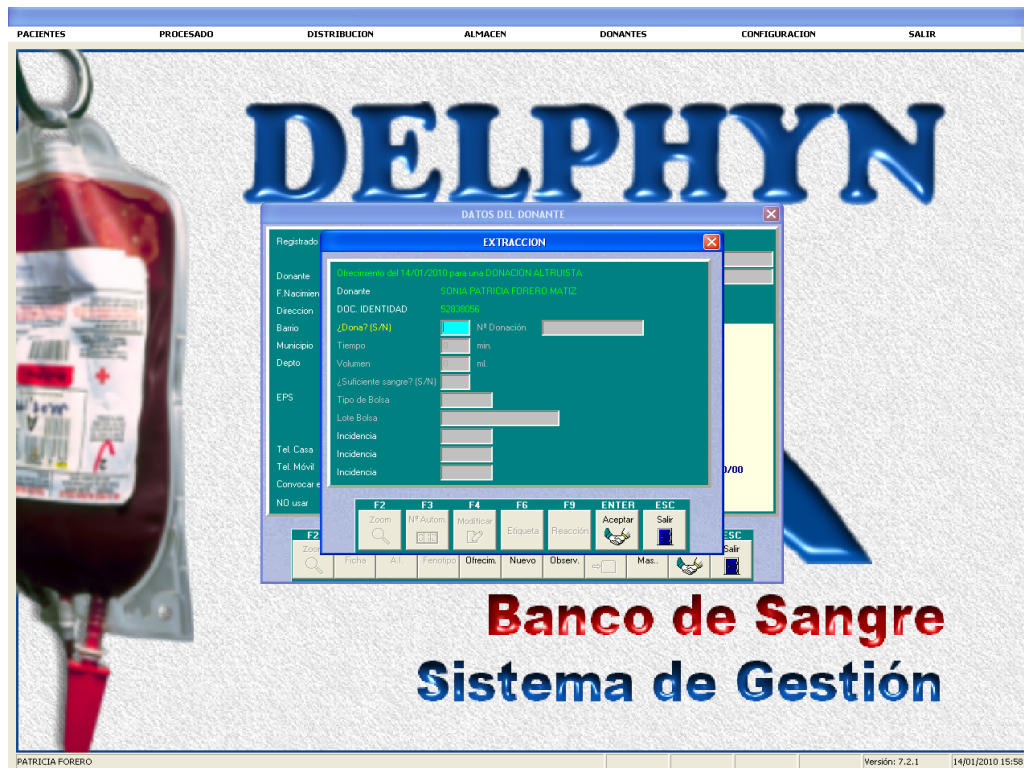 PACIENTES PROCESADO DISTRIBUCION ALMACEN DONANTES CONFIGURACION SALIR
DELPHYN
DATOS DEL DONANTE
EXTRACCION
Registrado
Donante
F.Nacimien
Direccion
Barrio
Municipio
Depto
EPS
Tel. Casa
Tel. Móvil
Convocar e
NO usar
Ofrecimiento del 14/01/2010 para una DONACION ALTRUISTA
Donante SONIA PATRICIA FORERO MATIZ
DOC. IDENTIDAD 52838056
¿Dona? (S/N) Nº Donación
Tiempo min.
Volumen ml.
¿Suficiente sangre? (S/N)
Tipo de Bolsa
Lote Bolsa
Incidencia
Incidencia
Incidencia
0/00
F2 F3 F4 F6 F9 ENTER ESC
Zoom Nº Autom. Modificar Etiqueta Reacción Aceptar Salir
F2 ESC
Zoom Ficha A.I. Fenotipo Ofrecim. Nuevo Observ. Mas.. Salir
Banco de Sangre
Sistema de Gestión
PATRICIA FORERO Versión: 7.2.1 14/01/2010 15:58